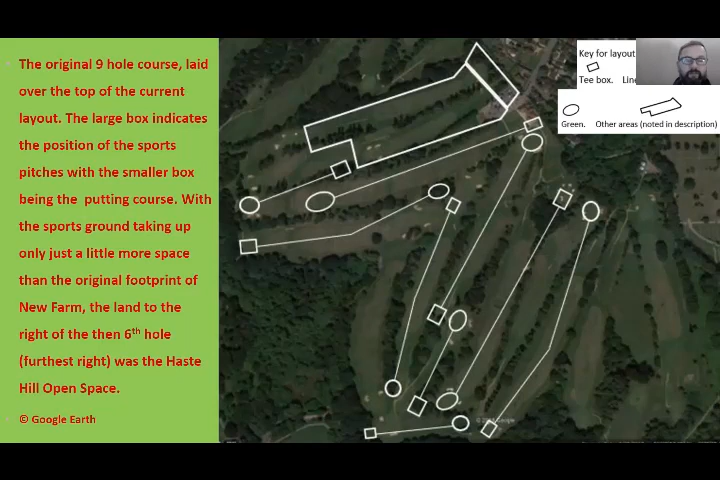 The original 9 hole course, laid
over the top of the current
layout. The large box indicates
the position of the sports
pitches with the smaller box
being the putting course. With
the sports ground taking up
only just a little more space
than the original footprint of
New Farm, the land to the
right of the then 6th hole
(furthest right) was the Haste
Hill Open Space.
© Google Earth
Key for layout
Tee box. Line
Green. Other areas (noted in description)